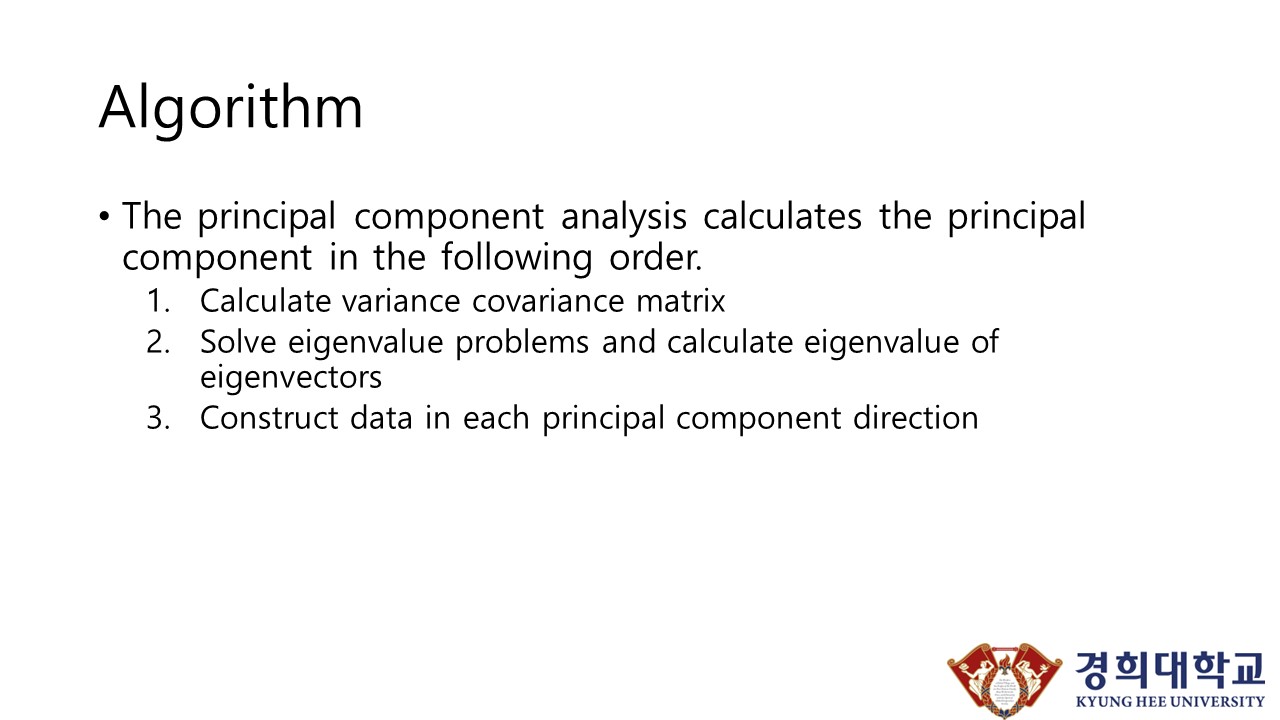 Algorithm
• The principal component analysis calculates the principal
component in the following order.
1. Calculate variance covariance matrix
2. Solve eigenvalue problems and calculate eigenvalue of
eigenvectors
3. Construct data in each principal component direction
경희대학교
KYUNG HEE UNIVERSITY